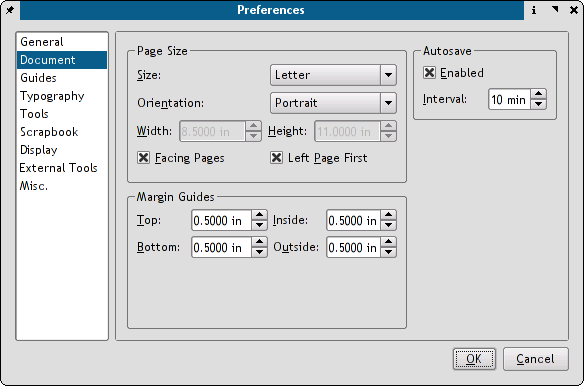 Preferences
General
Document
Guides
Typography
Tools
Scrapbook
Display
External Tools
Misc.
Page Size
Size: Letter
Orientation: Portrait
Width: 8.5000 in Height: 11.0000 in
Facing Pages Left Page First
Margin Guides
Top: 0.5000 in Inside: 0.5000 in
Bottom: 0.5000 in Outside: 0.5000 in
Autosave
Enabled
Interval: 10 min
OK Cancel